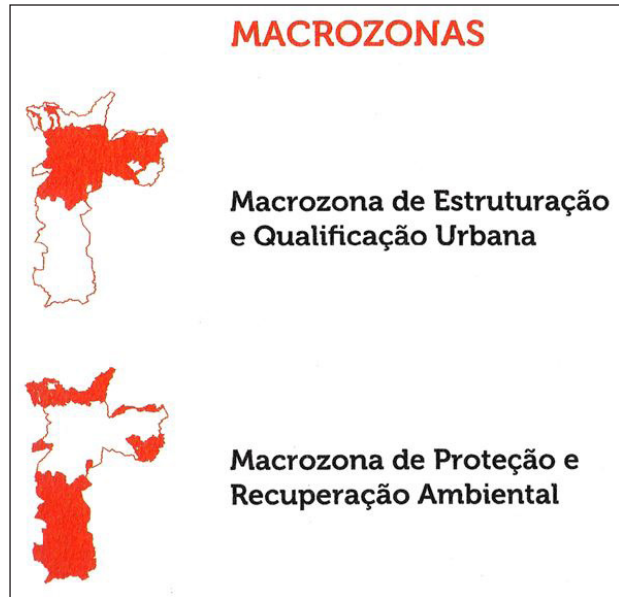 MACROZONAS
Macrozona de Estruturação
e Qualificação Urbana
Macrozona de Proteção e
Recuperação Ambiental